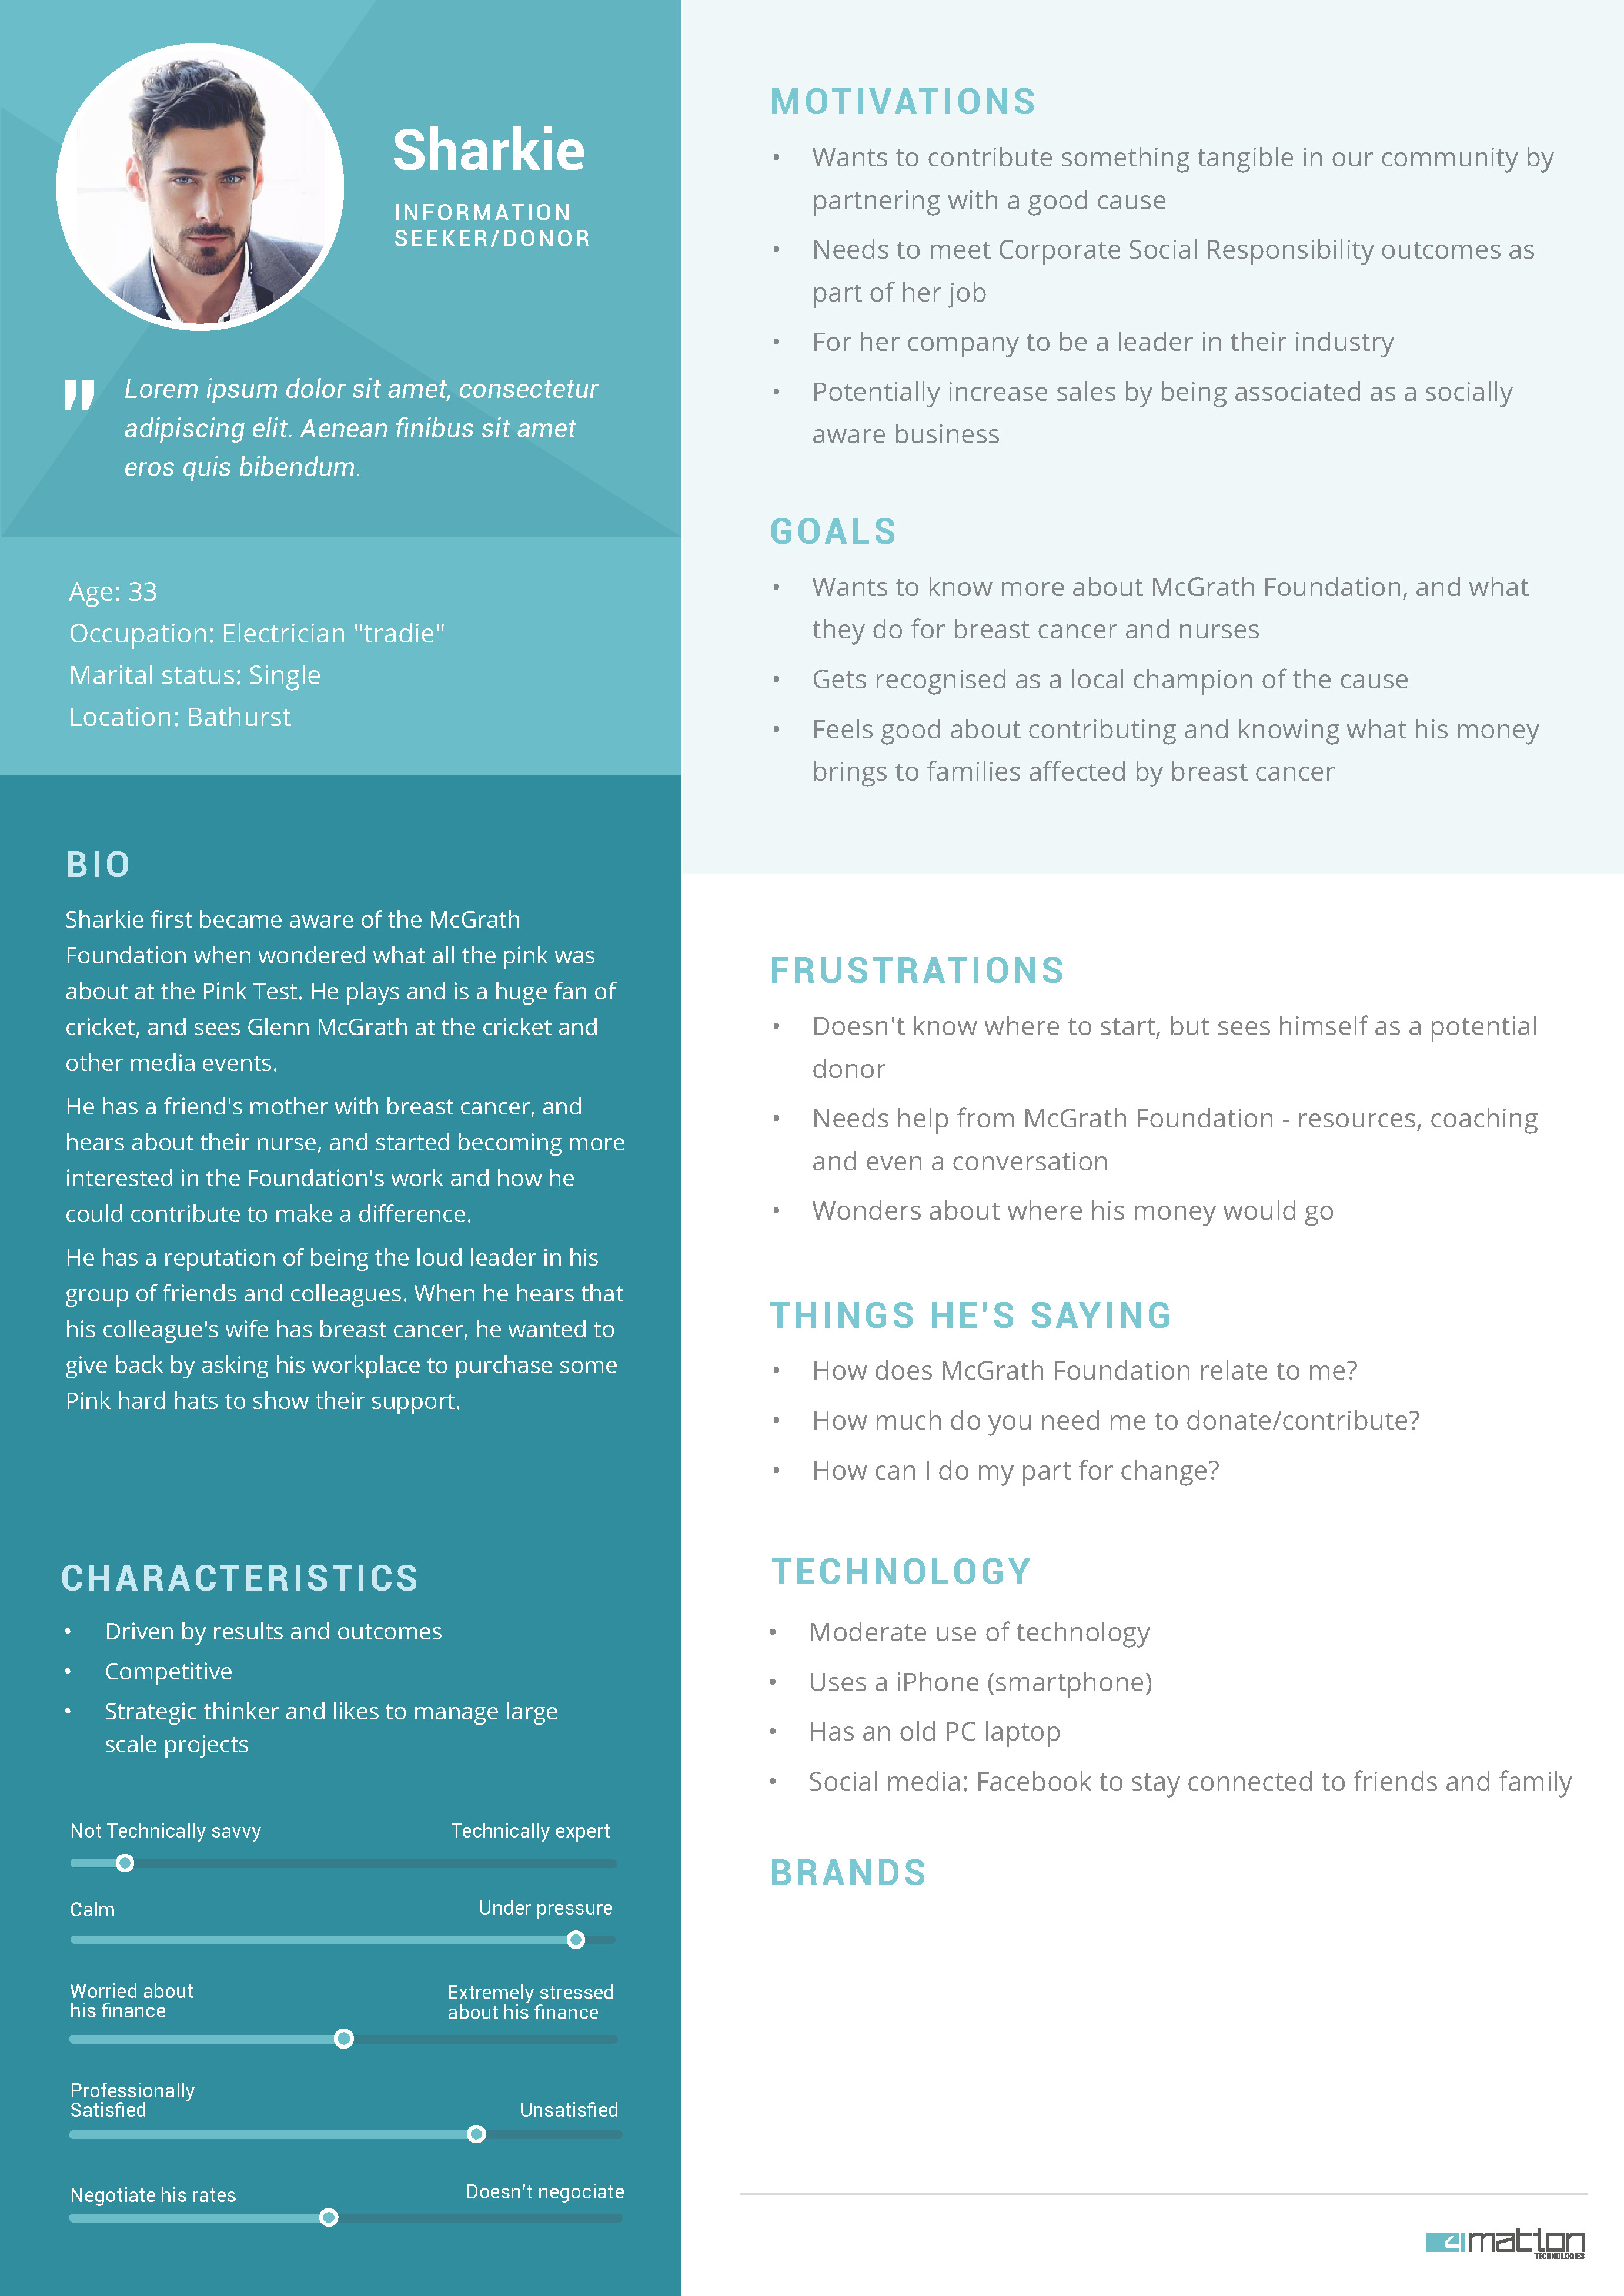 Sharkie
INFORMATION
SEEKER/DONOR
" Lorem ipsum dolor sit amet, consectetur
adipiscing elit. Aenean finibus sit amet
eros quis bibendum.
Age: 33
Occupation: Electrician "tradie"
Marital status: Single
Location: Bathurst
BIO
Sharkie first became aware of the McGrath
Foundation when wondered what all the pink was
about at the Pink Test. He plays and is a huge fan of
cricket, and sees Glenn McGrath at the cricket and
other media events.
He has a friend's mother with breast cancer, and
hears about their nurse, and started becoming more
interested in the Foundation's work and how he
could contribute to make a difference.
He has a reputation of being the loud leader in his
group of friends and colleagues. When he hears that
his colleague's wife has breast cancer, he wanted to
give back by asking his workplace to purchase some
Pink hard hats to show their support.
CHARACTERISTICS
• Driven by results and outcomes
• Competitive
• Strategic thinker and likes to manage large
scale projects
Not Technically savvy Technically expert
Calm Under pressure
Worried about
his finance
Extremely stressed
about his finance
Professionally
Satisfied
Unsatisfied
Negotiate his rates Doesn't negociate
MOTIVATIONS
• Wants to contribute something tangible in our community by
partnering with a good cause
• Needs to meet Corporate Social Responsibility outcomes as
part of her job
• For her company to be a leader in their industry
• Potentially increase sales by being associated as a socially
aware business
GOALS
• Wants to know more about McGrath Foundation, and what
they do for breast cancer and nurses
• Gets recognised as a local champion of the cause
• Feels good about contributing and knowing what his money
brings to families affected by breast cancer
FRUSTRATIONS
• Doesn't know where to start, but sees himself as a potential
donor
• Needs help from McGrath Foundation - resources, coaching
and even a conversation
• Wonders about where his money would go
THINGS HE'S SAYING
• How does McGrath Foundation relate to me?
• How much do you need me to donate/contribute?
• How can I do my part for change?
TECHNOLOGY
• Moderate use of technology
• Uses a iPhone (smartphone)
• Has an old PC laptop
• Social media: Facebook to stay connected to friends and family
BRANDS
4mation
TECHNOLOGIES